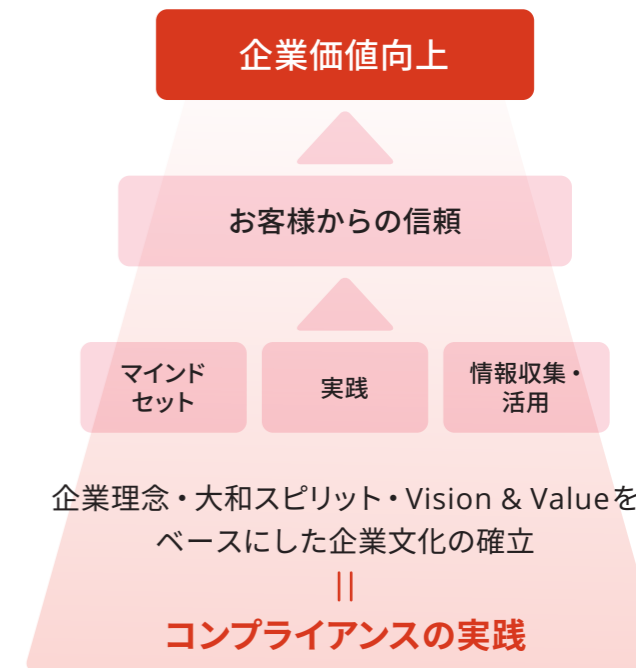 企業価値向上
お客様からの信頼
マインド
セット
実践
情報収集・
活用
企業理念・大和スピリット・Vision & Valueを
ベースにした企業文化の確立
||
コンプライアンスの実践